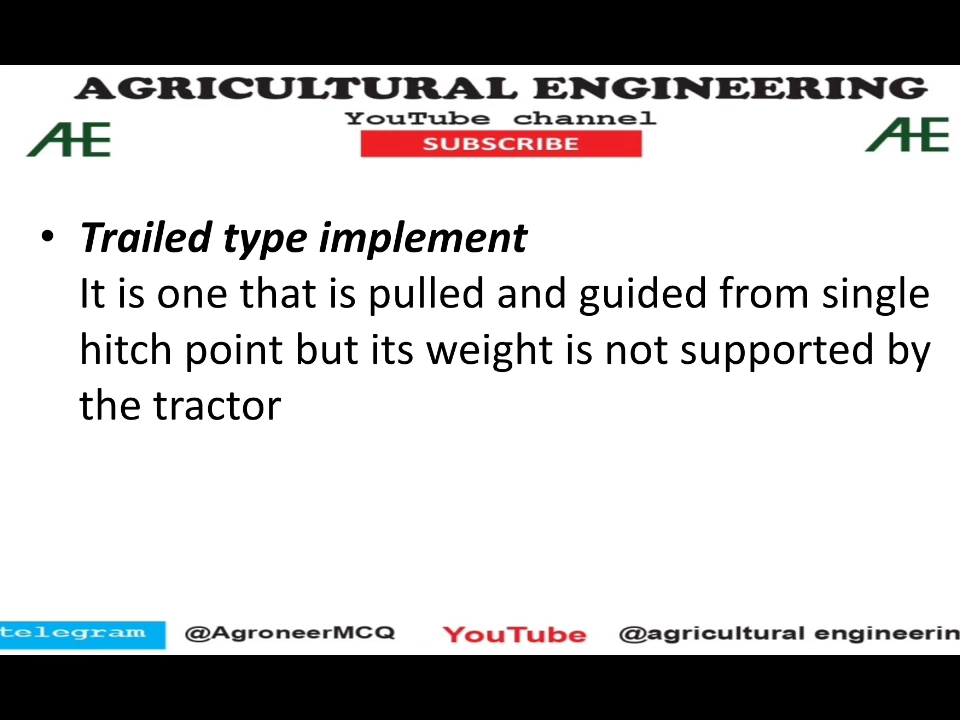 AGRICULTURAL ENGINEERING
YouTube channel
SUBSCRIBE
AE
AE
• Trailed type implement
It is one that is pulled and guided from single
hitch point but its weight is not supported by
the tractor
telegram @AgroneerMCQ YouTube @agricultural engineerin